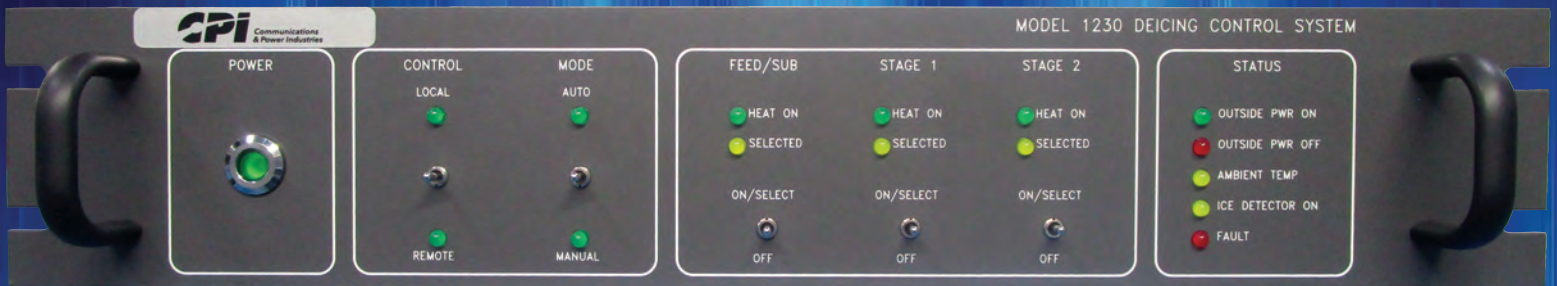 CPI Communications
& Power Industries
MODEL 1230 DEICING CONTROL SYSTEM
POWER
CONTROL
LOCAL
REMOTE
MODE
AUTO
MANUAL
FEED/SUB
HEAT ON
SELECTED
ON/SELECT
OFF
STAGE 1
HEAT ON
SELECTED
ON/SELECT
OFF
STAGE 2
HEAT ON
SELECTED
ON/SELECT
OFF
STATUS
OUTSIDE PWR ON
OUTSIDE PWR OFF
AMBIENT TEMP
ICE DETECTOR ON
FAULT